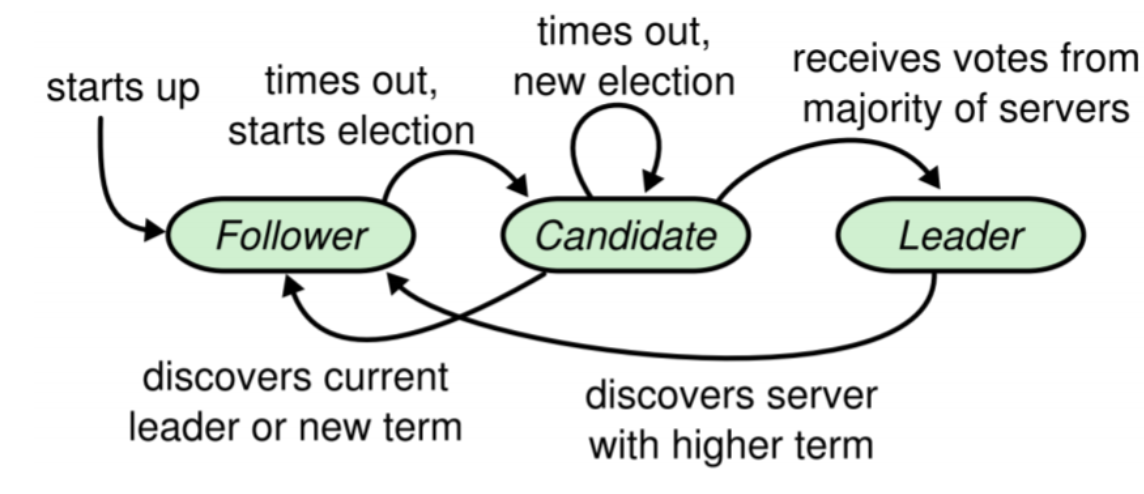 starts up
times out,
starts election
times out,
new election
receives votes from
majority of servers
Follower
Candidate
Leader
discovers current
leader or new term
discovers server
with higher term